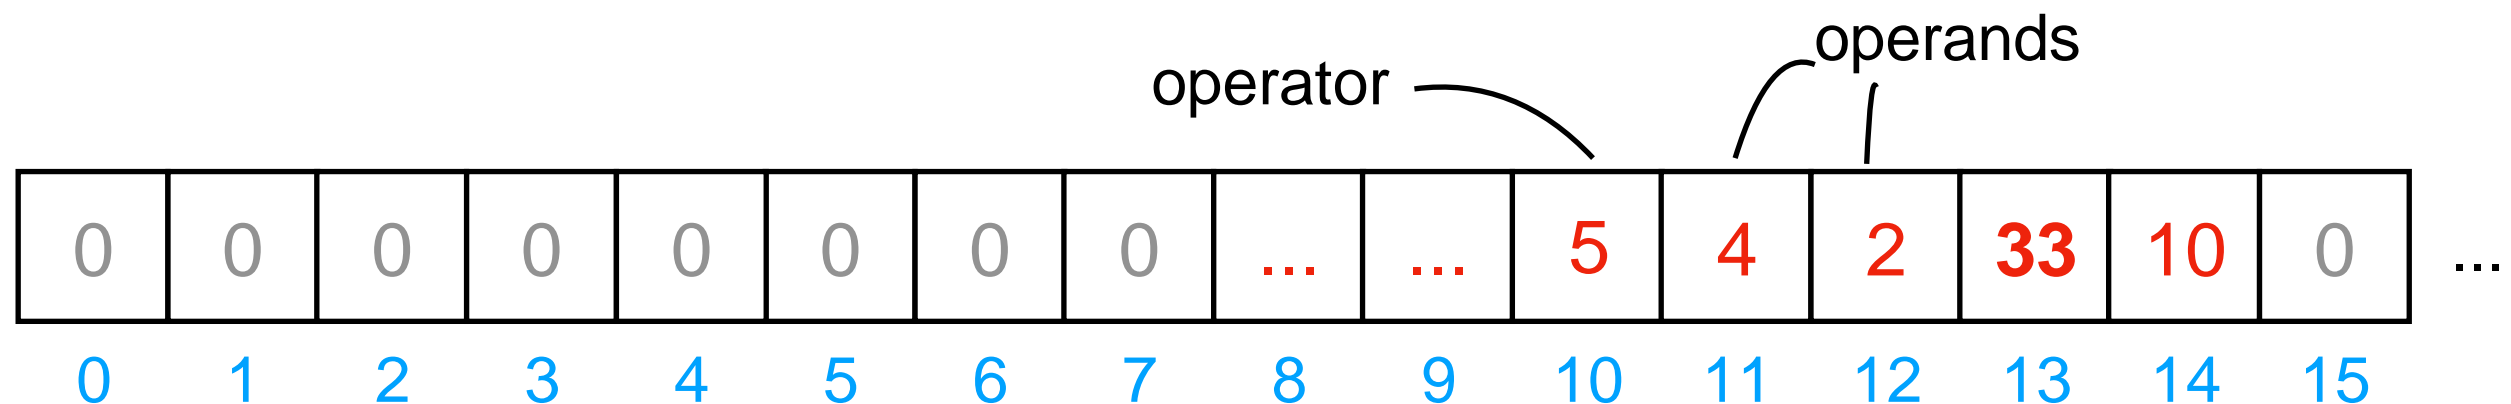 operands
operator
0 0 0 0 0 0 0 0 ... ... 5 4 2 33 10 0 ...
0 1 2 3 4 5 6 7 8 9 10 11 12 13 14 15